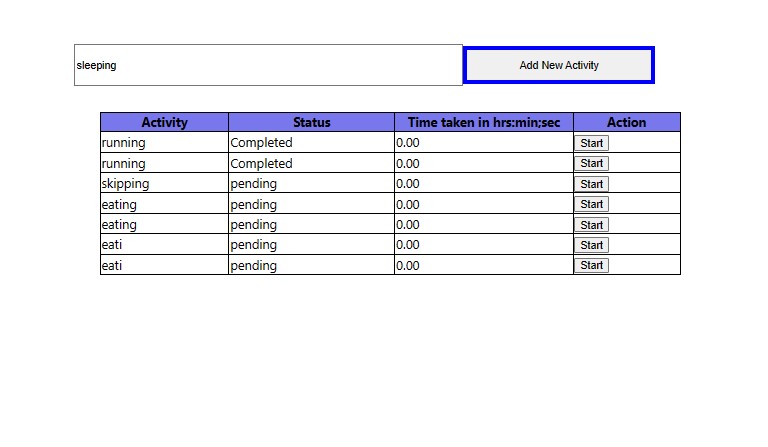 sleeping Add New Activity
Activity Status Time taken in hrs:min;sec Action
running Completed 0.00 Start
running Completed 0.00 Start
skipping pending 0.00 Start
eating pending 0.00 Start
eating pending 0.00 Start
eati pending 0.00 Start
eati pending 0.00 Start